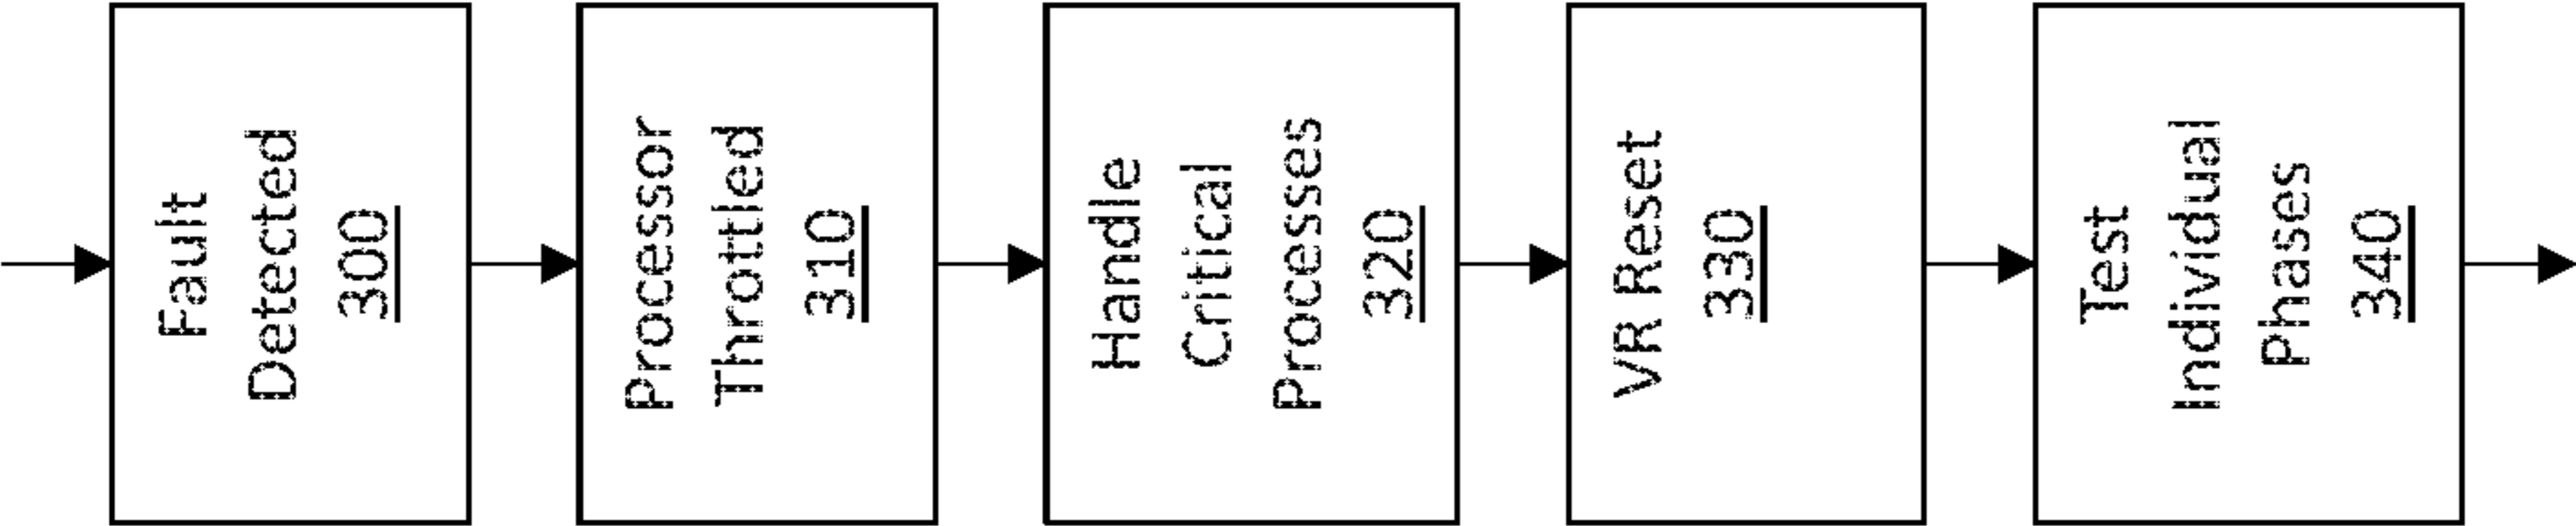 Fault
Detected
300
Processor
Throttled
310
Handle
Critical
Processes
320
VR Reset
330
Test
Individual
Phases
340